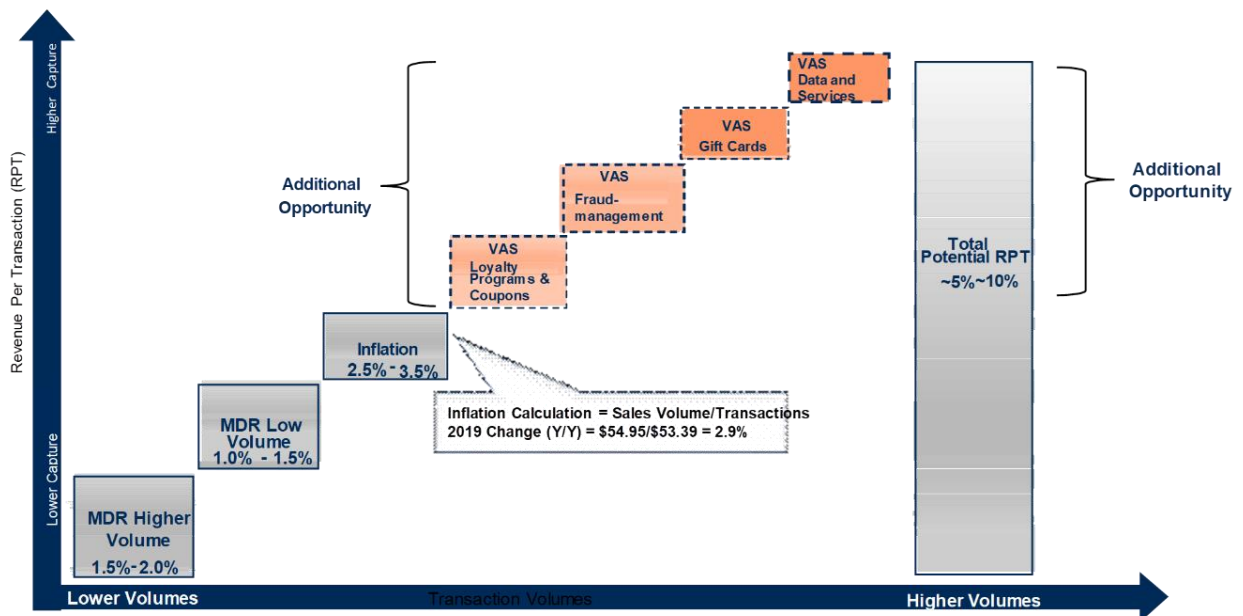 Higher Capture
Revenue Per Transaction (RPT)
Lower Capture
Additional
Opportunity
VAS
Data and
Services
VAS
Gift Cards
VAS
Fraud-
management
VAS
Loyalty
Programs &
Coupons
Inflation
2.5% - 3.5%
MDR Low
Volume
1.0% - 1.5%
MDR Higher
Volume
1.5%-2.0%
Inflation Calculation = Sales Volume/Transactions
2019 Change (Y/Y) = $54.95/$53.39 = 2.9%
Total
Potential RPT
~5%~10%
Additional
Opportunity
Lower Volumes
Transaction Volumes
Higher Volumes